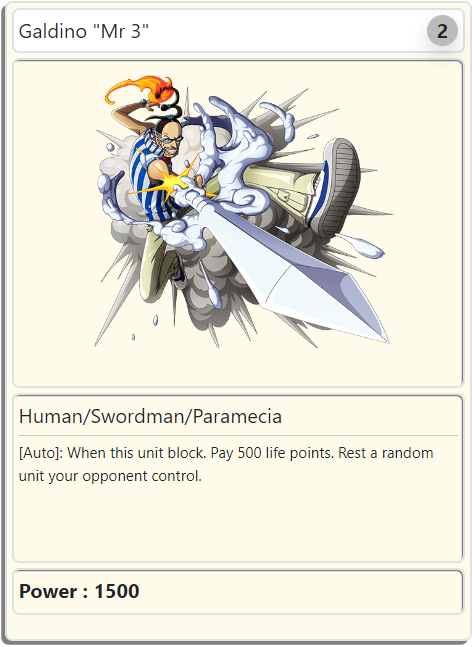 Galdino "Mr 3"
2
Human/Swordman/Paramecia
[Auto]: When this unit block. Pay 500 life points. Rest a random
unit your opponent control.
Power : 1500